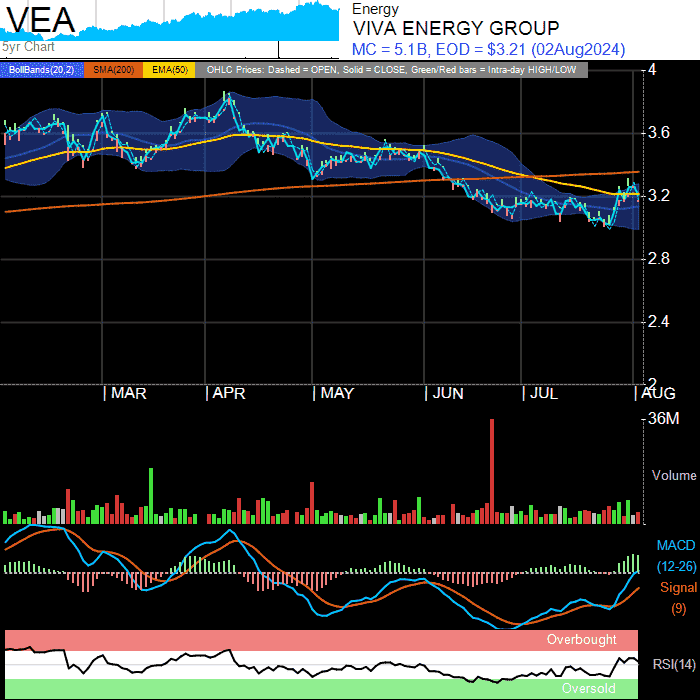 VEA
5yr Chart
Energy
VIVA ENERGY GROUP
MC = 5.1B, EOD = $3.21 (02Aug2024)
BollBands(20,2) SMA(200) EMA(50) OHLC Prices: Dashed = OPEN, Solid = CLOSE, Green/Red bars = Intra-day HIGH/LOW
4
3.6
3.2
2.8
2.4
2
MAR APR MAY JUN JUL AUG
36M
Volume
MACD
(12-26)
Signal
(9)
Overbought
RSI(14)
Oversold